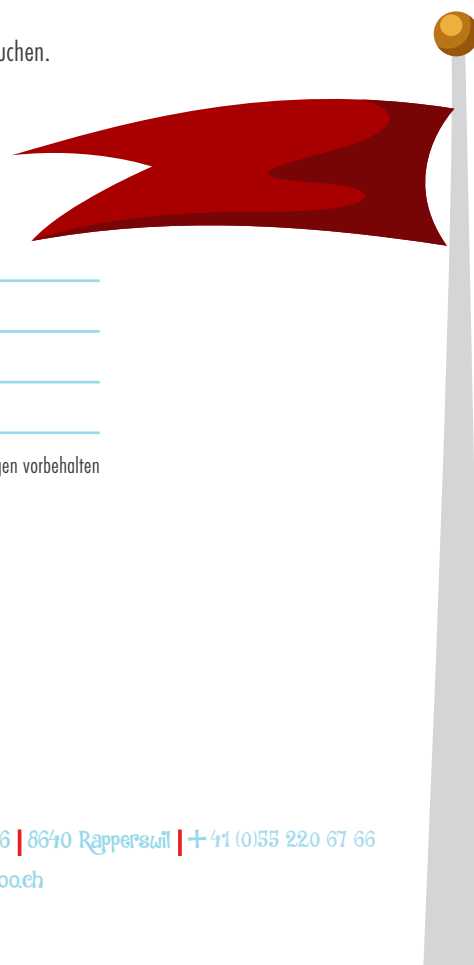 uchen.
gen vorbehalten
6 | 8640 Rapperswil | +41 (0)55 220 67 66
oo.ch